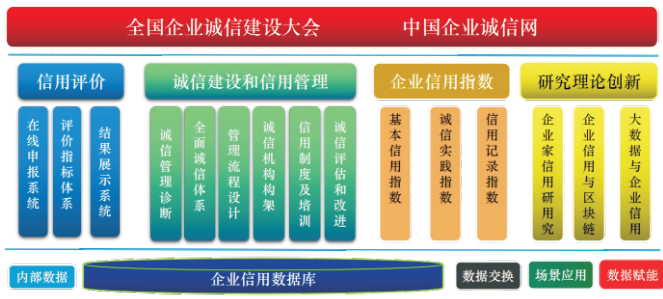 全国企业诚信建设大会 中国企业诚信网
信用评价
诚信建设和信用管理
企业信用指数
研究理论创新
在线申报系统
评价指标体系
结果展示系统
诚信管理诊断
全面诚信体系
管理流程设计
诚信机构构架
信用制度及培训
诚信评估和改进
基本信用指数
诚信实践指数
信用记录指数
企业家信用研用究
企业信用与区块链
大数据与企业信用
内部数据
企业信用数据库
数据交换
场景应用
数据赋能